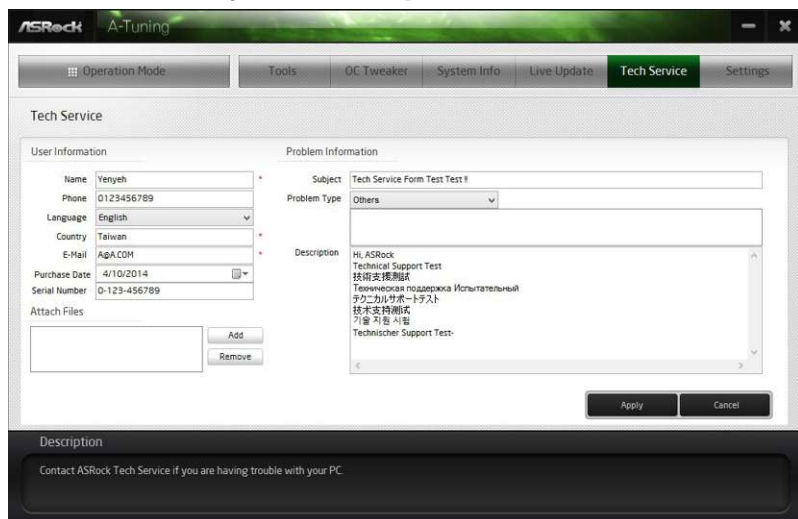 ASRock A-Tuning
Operation Mode Tools OC Tweaker System Info Live Update Tech Service Settings
Tech Service
User Information
Name Yenyeh *
Phone 0123456789
Language English
Country Taiwan *
E-Mail A@A.COM *
Purchase Date 4/10/2014
Serial Number 0-123-456789
Attach Files
Add
Remove
Problem Information
Subject Tech Service Form Test Test !!
Problem Type Others
Description
Hi, ASRock
Technical Support Test
技術支援測試
Техническая поддержка Испытательный
テクニカルサポートテスト
技术支持测试
기술 지원 시험
Technischer Support Test-
Apply Cancel
Description
Contact ASRock Tech Service if you are having trouble with your PC.